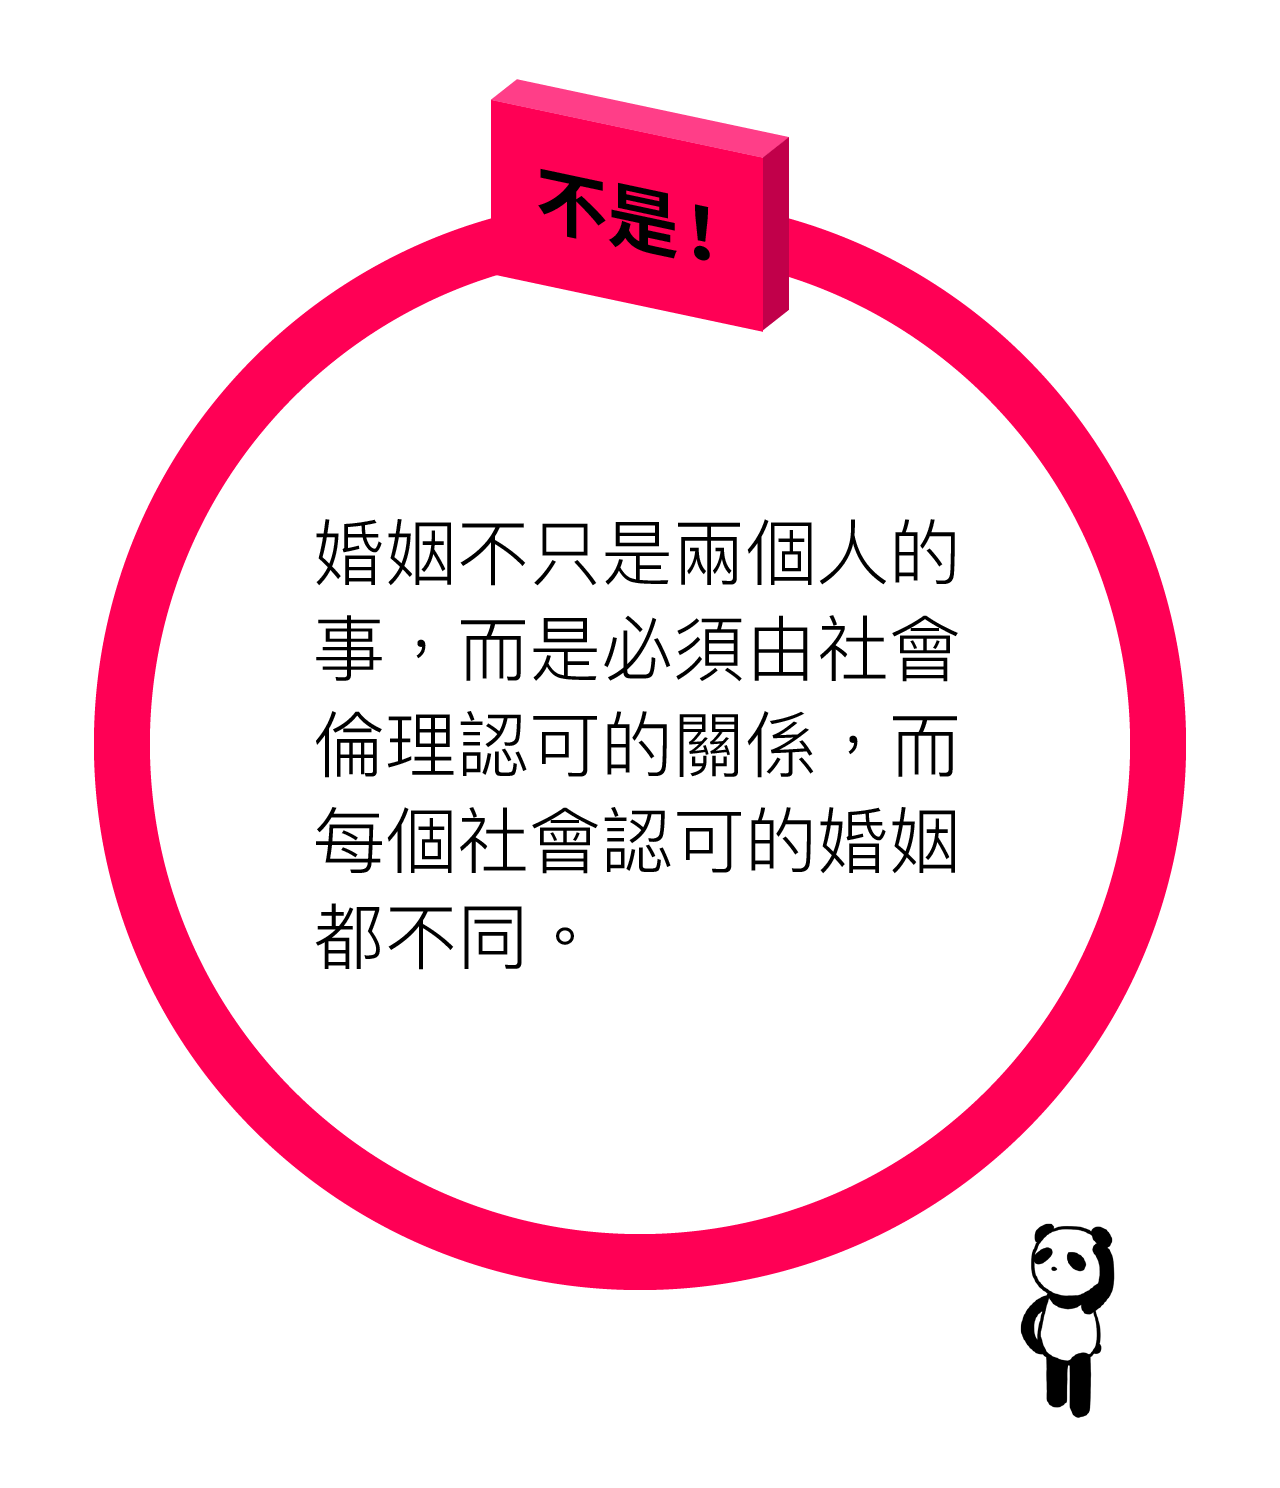 不是！
婚姻不只是兩個人的
事，而是必須由社會
倫理認可的關係，而
每個社會認可的婚姻
都不同。